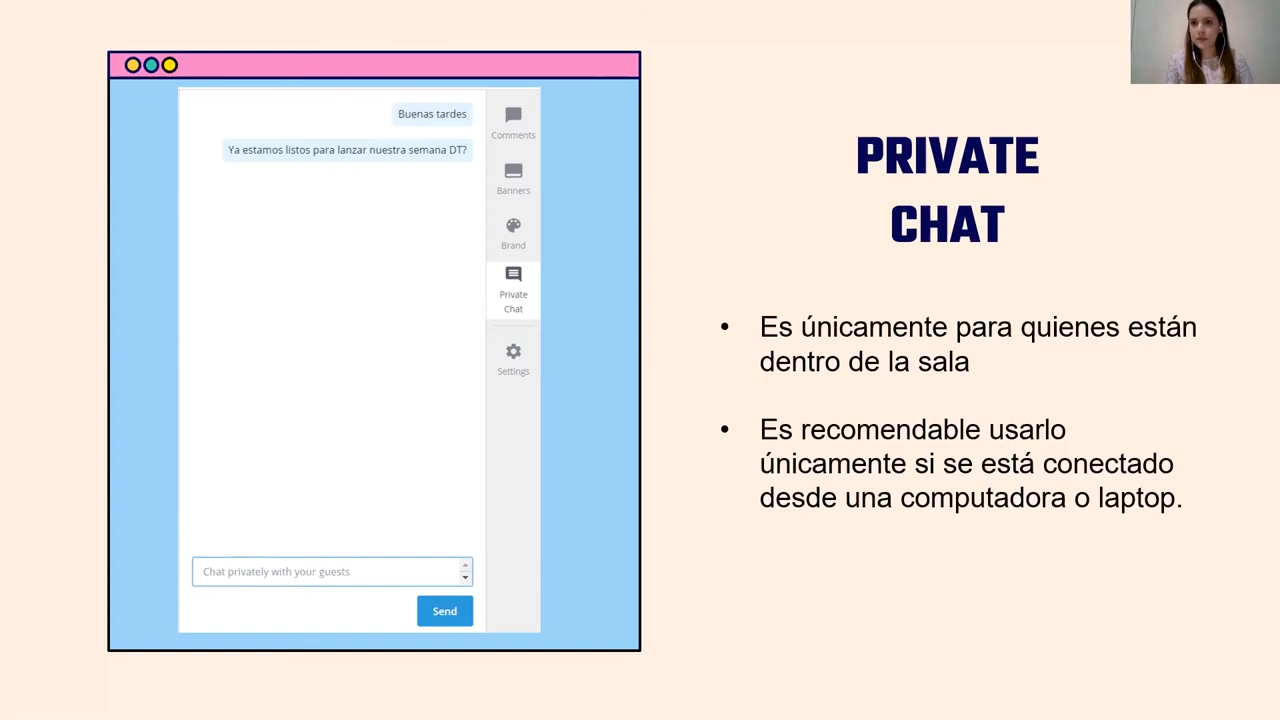 Buenas tardes
Ya estamos listos para lanzar nuestra semana DT?
Comments
Banners
Brand
Private
Chat
Settings
Chat privately with your guests
Send
PRIVATE
CHAT
• Es únicamente para quienes están
dentro de la sala
• Es recomendable usarlo
únicamente si se está conectado
desde una computadora o laptop.